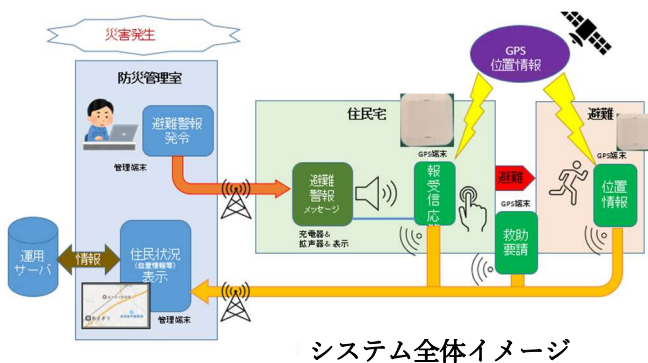 災害発生
防災管理室
避難警報
発令
管理端末
運用
サーバ
情報
住民状況
(位置情報等)
表示
管理端末
住民宅
GPS端末
避難
警報
メッセージ
充電器&
拡声器&表示
報
受信
応
避難
GPS端末
救助
要請
GPS
位置情報
避難
GPS端末
位置
情報
システム全体イメージ